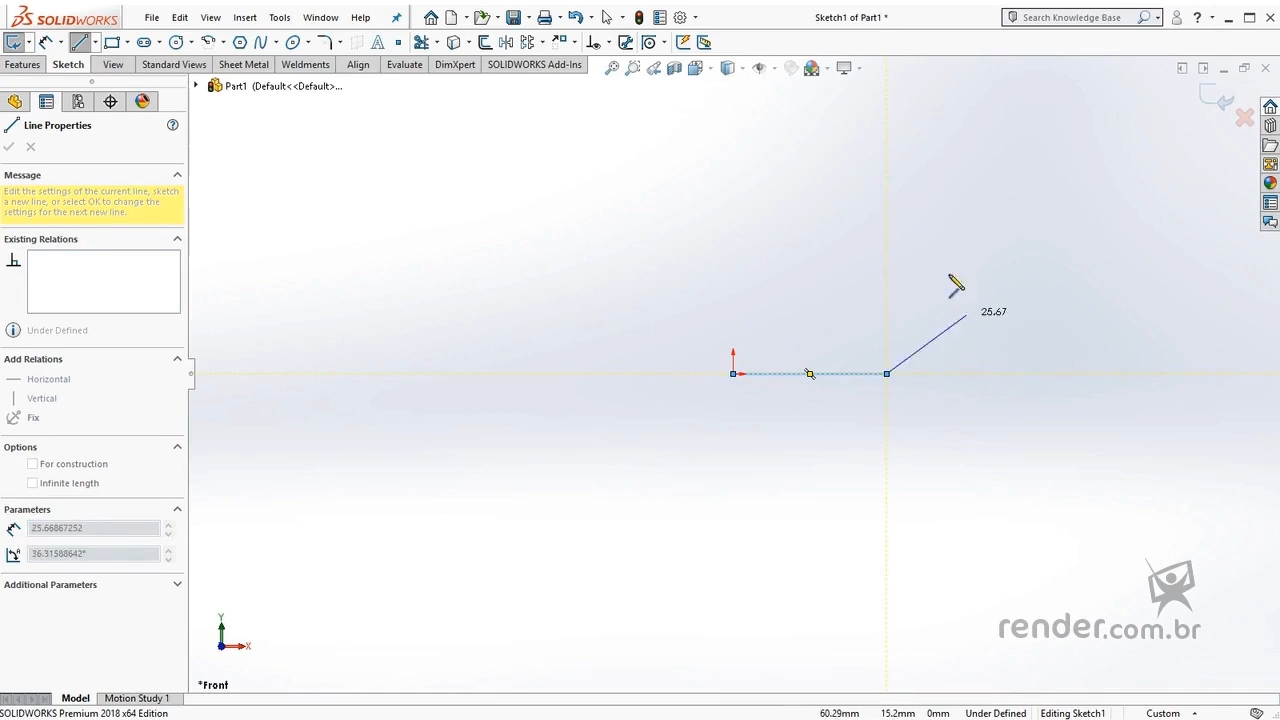 SOLIDWORKS File Edit View Insert Tools Window Help Sketch1 of Part1 * Search Knowledge Base
Features Sketch View Standard Views Sheet Metal Weldments Align Evaluate DimXpert SOLIDWORKS Add-Ins
Part1 (Default<<Default>...
Line Properties
Message
Edit the settings of the current line, sketch
a new line, or select OK to change the
settings for the next new line.
Existing Relations
25.67
Under Defined
Add Relations
Horizontal
Vertical
Fix
Options
For construction
Infinite length
Parameters
25.66867252
36.31588642°
Additional Parameters
Y
X
render.com.br
*Front
Model Motion Study 1
SOLIDWORKS Premium 2018 x64 Edition 60.29mm 15.2mm 0mm Under Defined Editing Sketch1 Custom